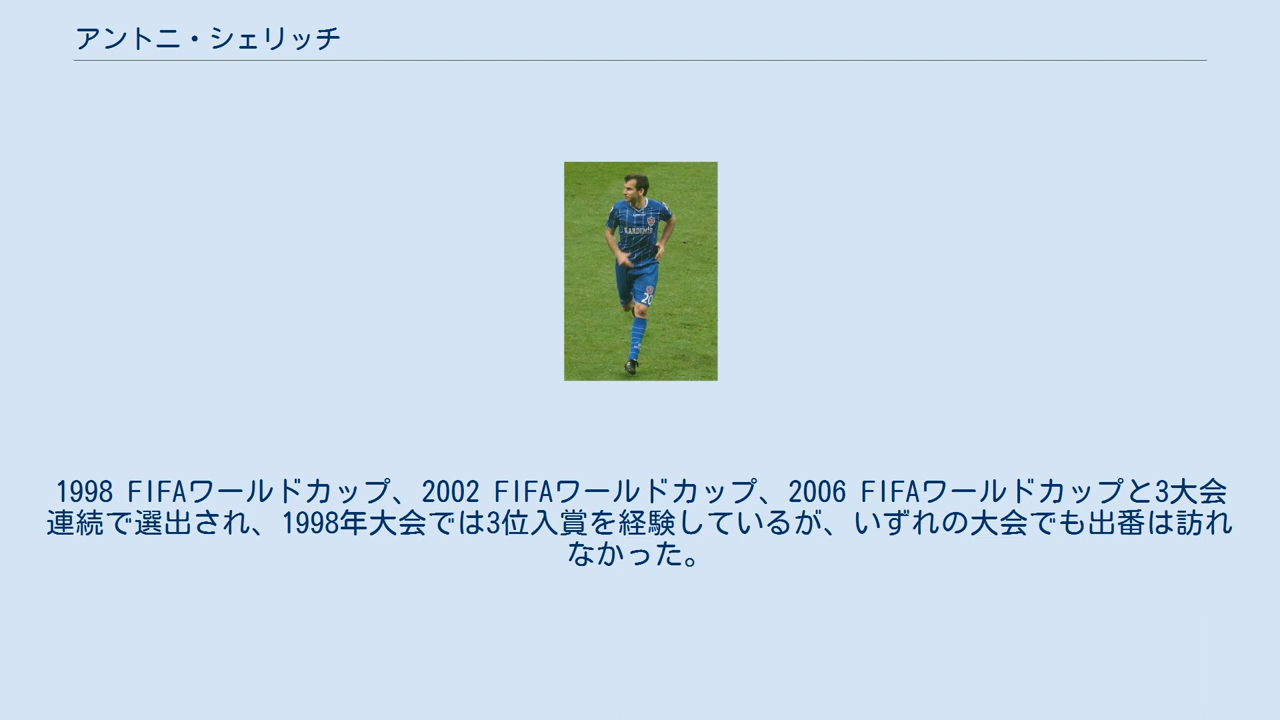 アントニ・シェリッチ
KARDEMİR
20
1998 FIFAワールドカップ、2002 FIFAワールドカップ、2006 FIFAワールドカップと3大会
連続で選出され、1998年大会では3位入賞を経験しているが、いずれの大会でも出番は訪れ
なかった。